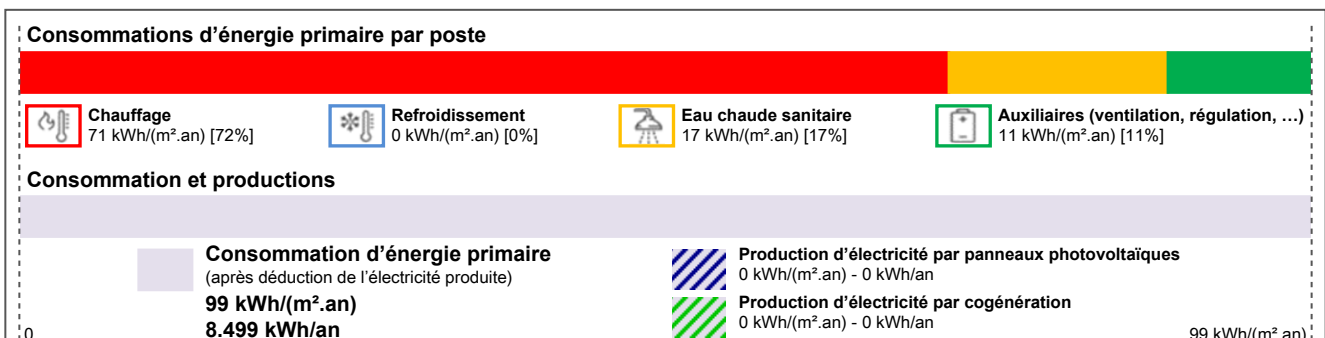 Consommations d'énergie primaire par poste
Chauffage
71 kWh/(m².an) [72%]
Refroidissement
0 kWh/(m².an) [0%]
Eau chaude sanitaire
17 kWh/(m².an) [17%]
Auxiliaires (ventilation, régulation, …)
11 kWh/(m².an) [11%]
Consommation et productions
Consommation d'énergie primaire
(après déduction de l'électricité produite)
99 kWh/(m².an)
8.499 kWh/an
Production d'électricité par panneaux photovoltaïques
0 kWh/(m².an) - 0 kWh/an
Production d'électricité par cogénération
0 kWh/(m².an) - 0 kWh/an
0
99 kWh/(m².an)